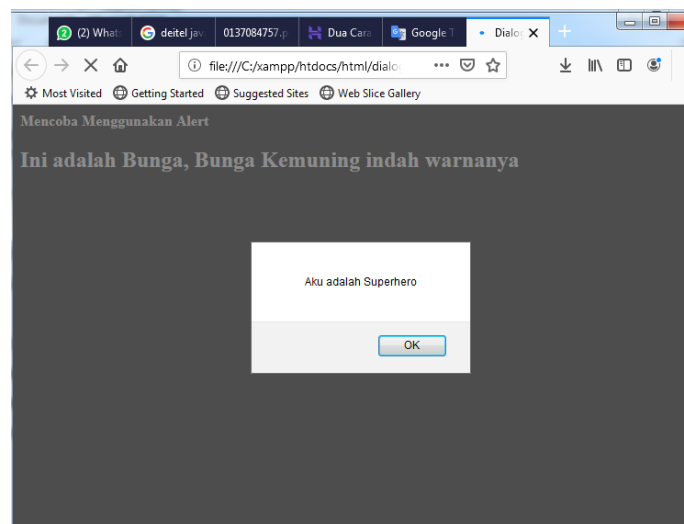 (2) What
deitel jav
0137084757.p
Dua Cara
Google T
Dialo
file:///C:/xampp/htdocs/html/dialo
Most Visited Getting Started Suggested Sites Web Slice Gallery
Mencoba Menggunakan Alert
Ini adalah Bunga, Bunga Kemuning indah warnanya
Aku adalah Superhero
OK